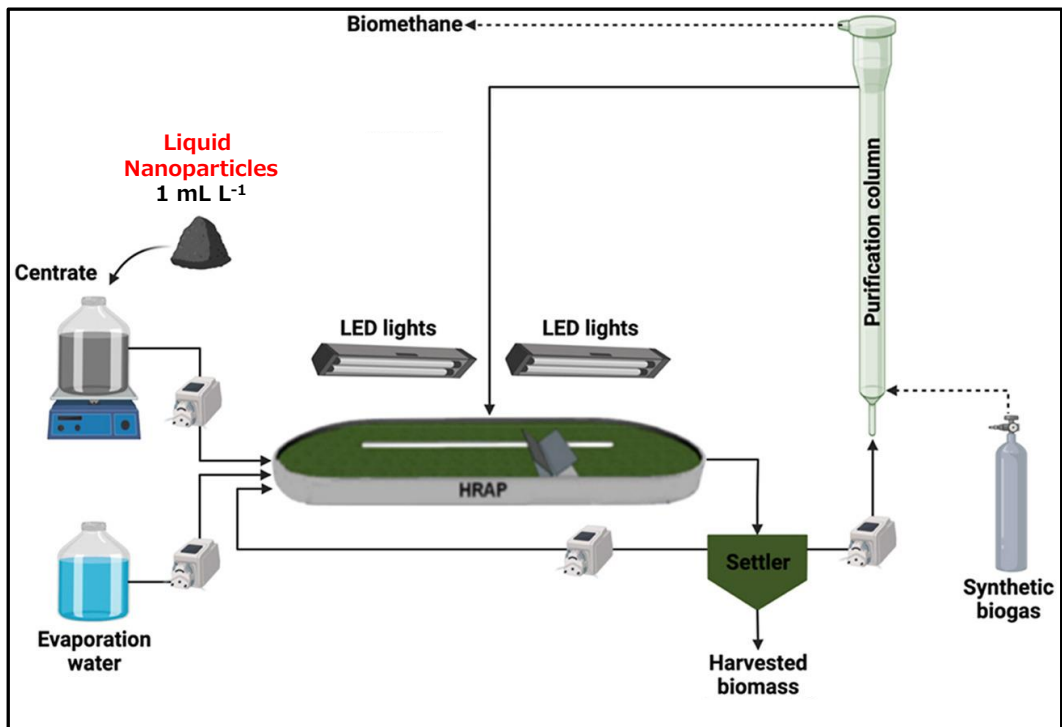 Biomethane
Liquid
Nanoparticles
1 mL L⁻¹
Centrate
LED lights
LED lights
Purification column
HRAP
Settler
Evaporation
water
Harvested
biomass
Synthetic
biogas